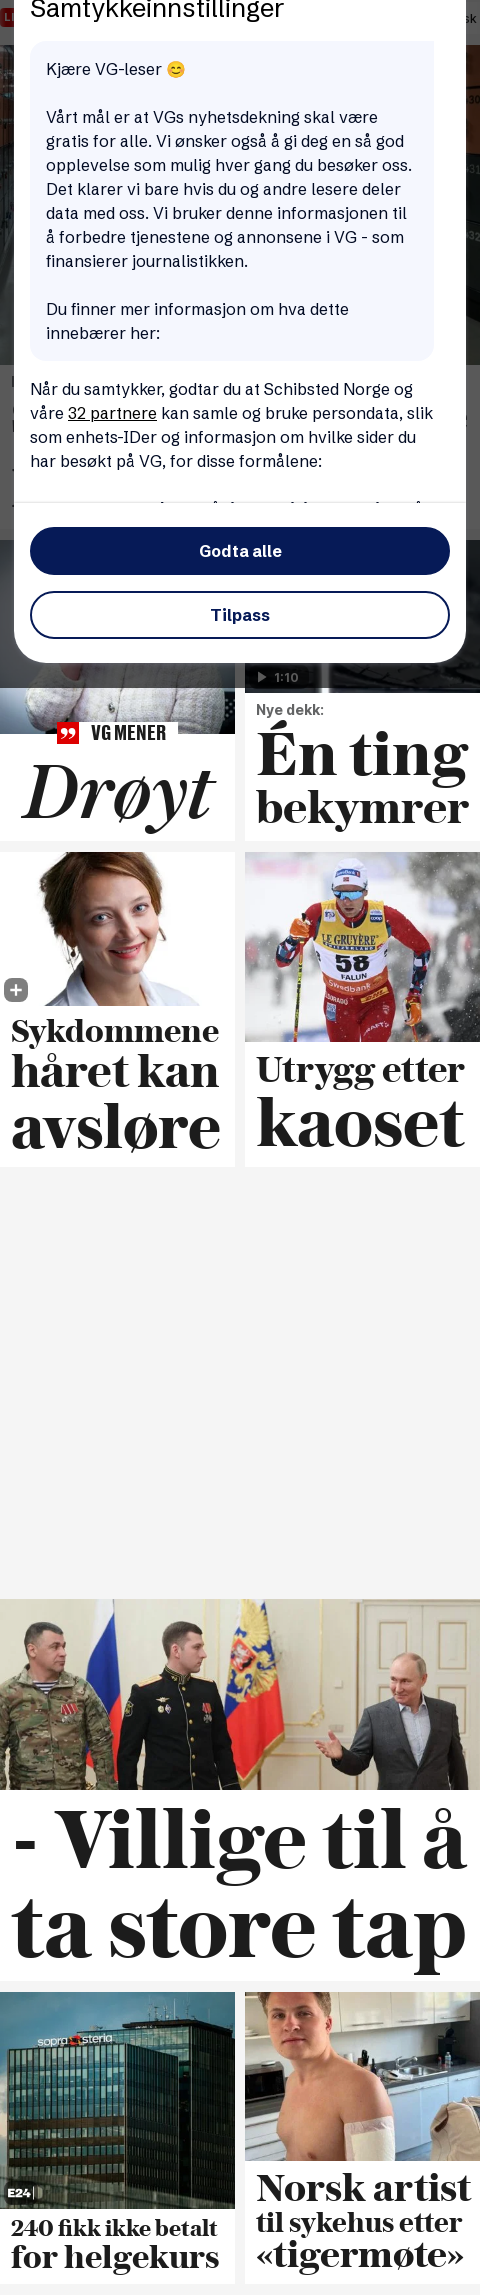 Samtykkeinnstillinger
Kjære VG-leser 😊
Vårt mål er at VGs nyhetsdekning skal være
gratis for alle. Vi ønsker også å gi deg en så god
opplevelse som mulig hver gang du besøker oss.
Det klarer vi bare hvis du og andre lesere deler
data med oss. Vi bruker denne informasjonen til
å forbedre tjenestene og annonsene i VG - som
finansierer journalistikken.
Du finner mer informasjon om hva dette
innebærer her:
Når du samtykker, godtar du at Schibsted Norge og
våre 32 partnere kan samle og bruke persondata, slik
som enhets-IDer og informasjon om hvilke sider du
har besøkt på VG, for disse formålene:
Godta alle
Tilpass
VG MENER
Drøyt
1:10
Nye dekk:
Én ting
bekymrer
Sykdommene
håret kan
avsløre
LE GRUYÈRE
58
FALUN
Swedbank
Utrygg etter
kaoset
- Villige til å
ta store tap
sopra steria
E24
240 fikk ikke betalt
for helgekurs
Norsk artist
til sykehus etter
«tigermøte»